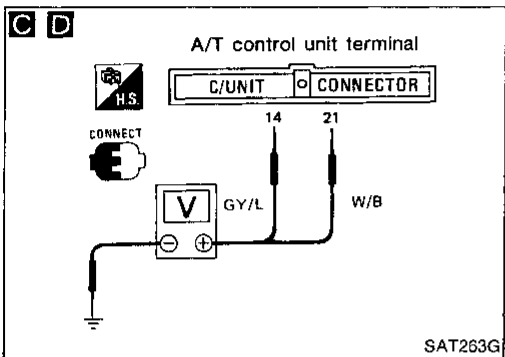 C D
A/T control unit terminal
H.S.
C/UNIT CONNECTOR
CONNECT
14 21
V
GY/L W/B
SAT263G